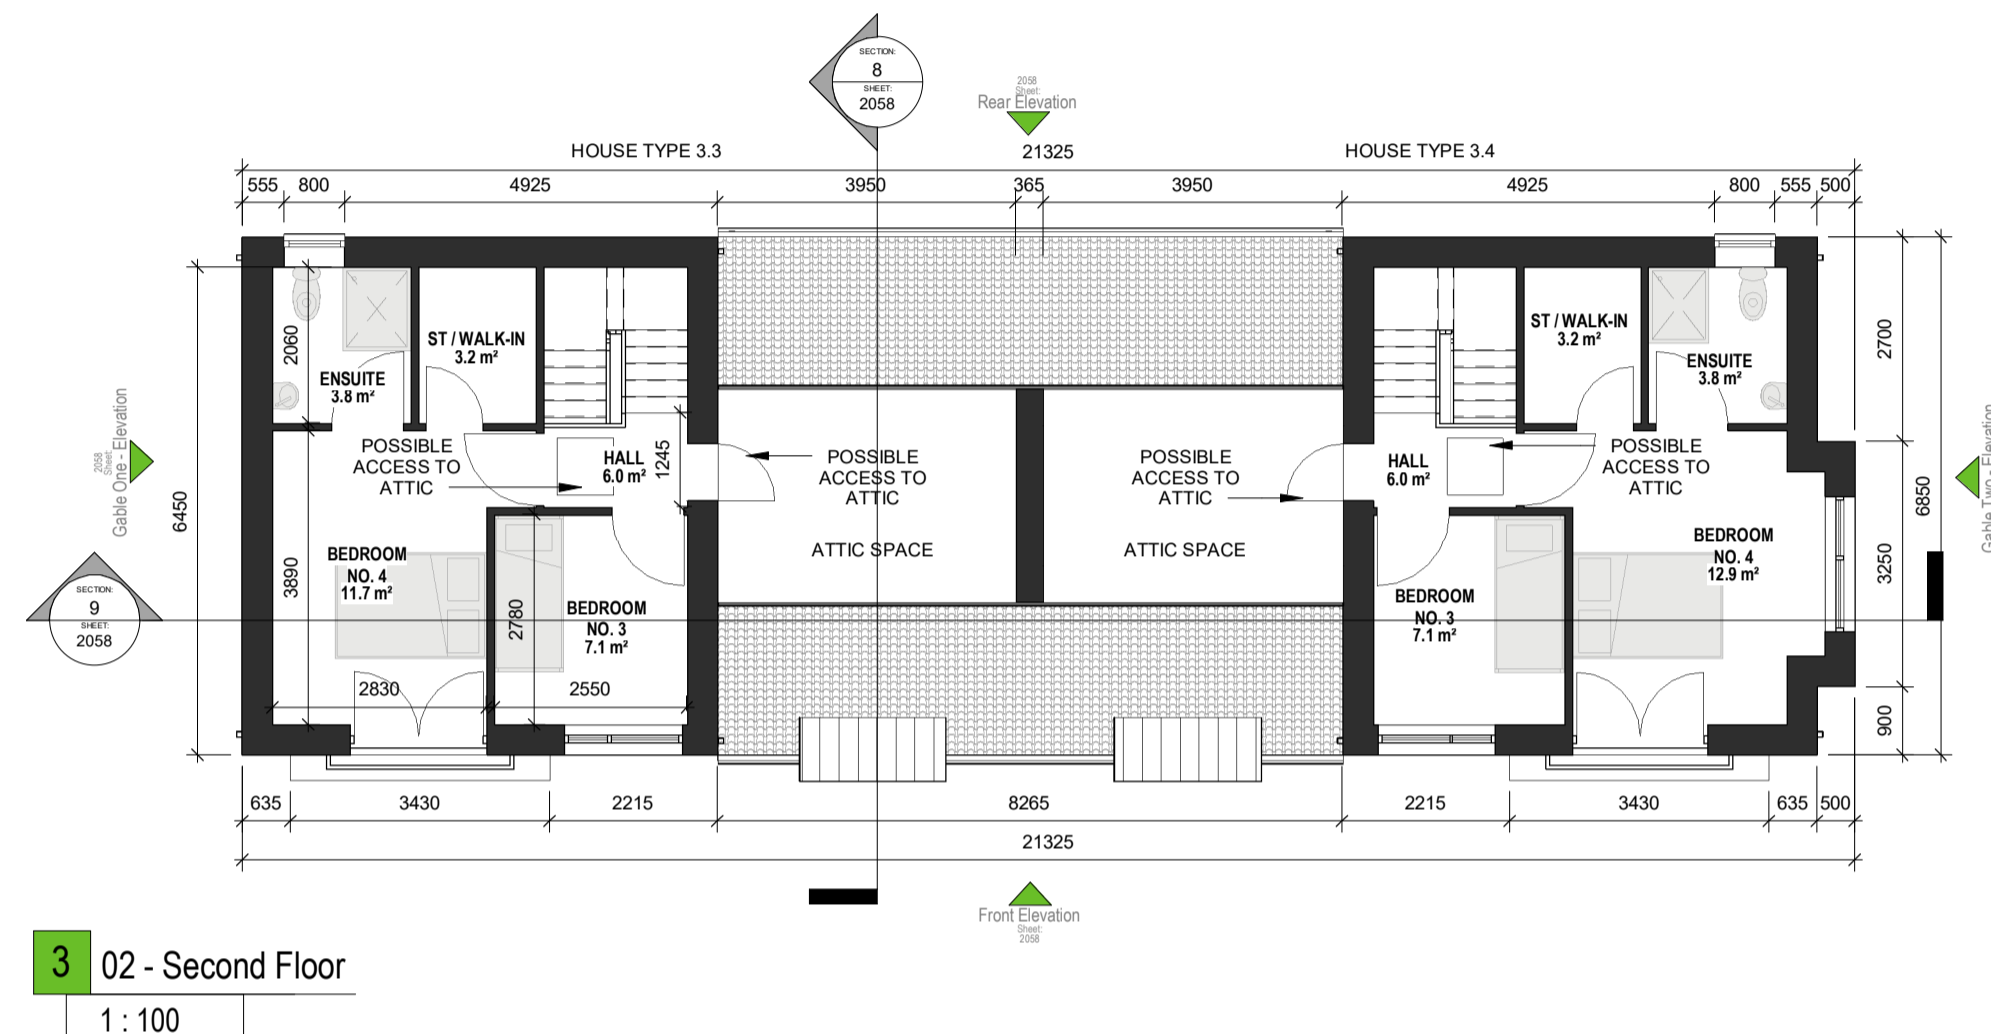 SECTION:
8
SHEET:
2058
2058
Sheet:
Rear Elevation
HOUSE TYPE 3.3
21325
HOUSE TYPE 3.4
555 800 4925 3950 365 3950 4925 800 555 500
2060
ST / WALK-IN
3.2 m²
ENSUITE
3.8 m²
ST / WALK-IN
3.2 m²
ENSUITE
3.8 m²
2700
2058
Sheet:
Gable One - Elevation
6450
POSSIBLE
ACCESS TO
ATTIC
HALL
6.0 m²
1245
POSSIBLE
ACCESS TO
ATTIC
POSSIBLE
ACCESS TO
ATTIC
HALL
6.0 m²
POSSIBLE
ACCESS TO
ATTIC
6850
Gable Two - Elevation
3890
BEDROOM
NO. 4
11.7 m²
ATTIC SPACE
ATTIC SPACE
BEDROOM
NO. 4
12.9 m²
3250
SECTION:
9
SHEET:
2058
2780
BEDROOM
NO. 3
7.1 m²
BEDROOM
NO. 3
7.1 m²
2830
2550
900
635 3430 2215 8265 2215 3430 635 500
21325
Front Elevation
Sheet:
2058
3 02 - Second Floor
1 : 100